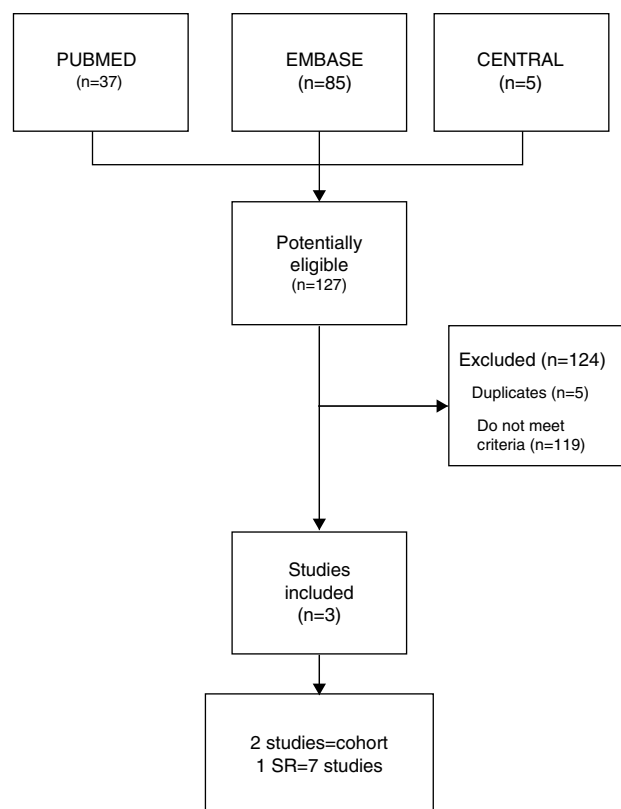 PUBMED
(n=37)
EMBASE
(n=85)
CENTRAL
(n=5)
Potentially
eligible
(n=127)
Excluded (n=124)
Duplicates (n=5)
Do not meet
criteria (n=119)
Studies
included
(n=3)
2 studies=cohort
1 SR=7 studies